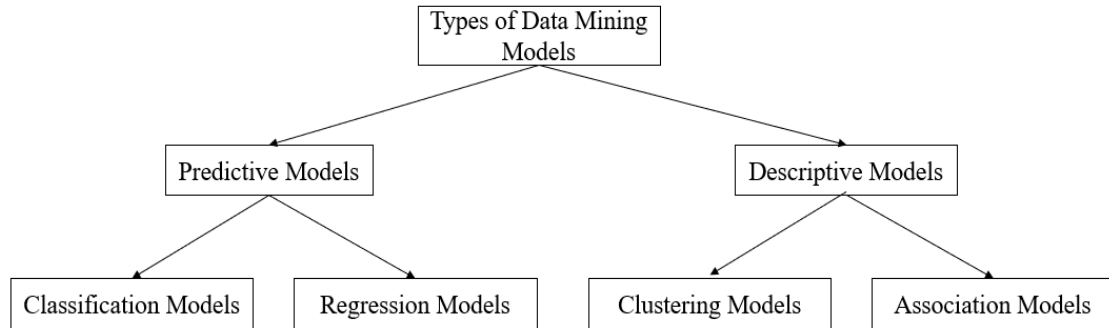 Types of Data Mining
Models
Predictive Models
Descriptive Models
Classification Models
Regression Models
Clustering Models
Association Models